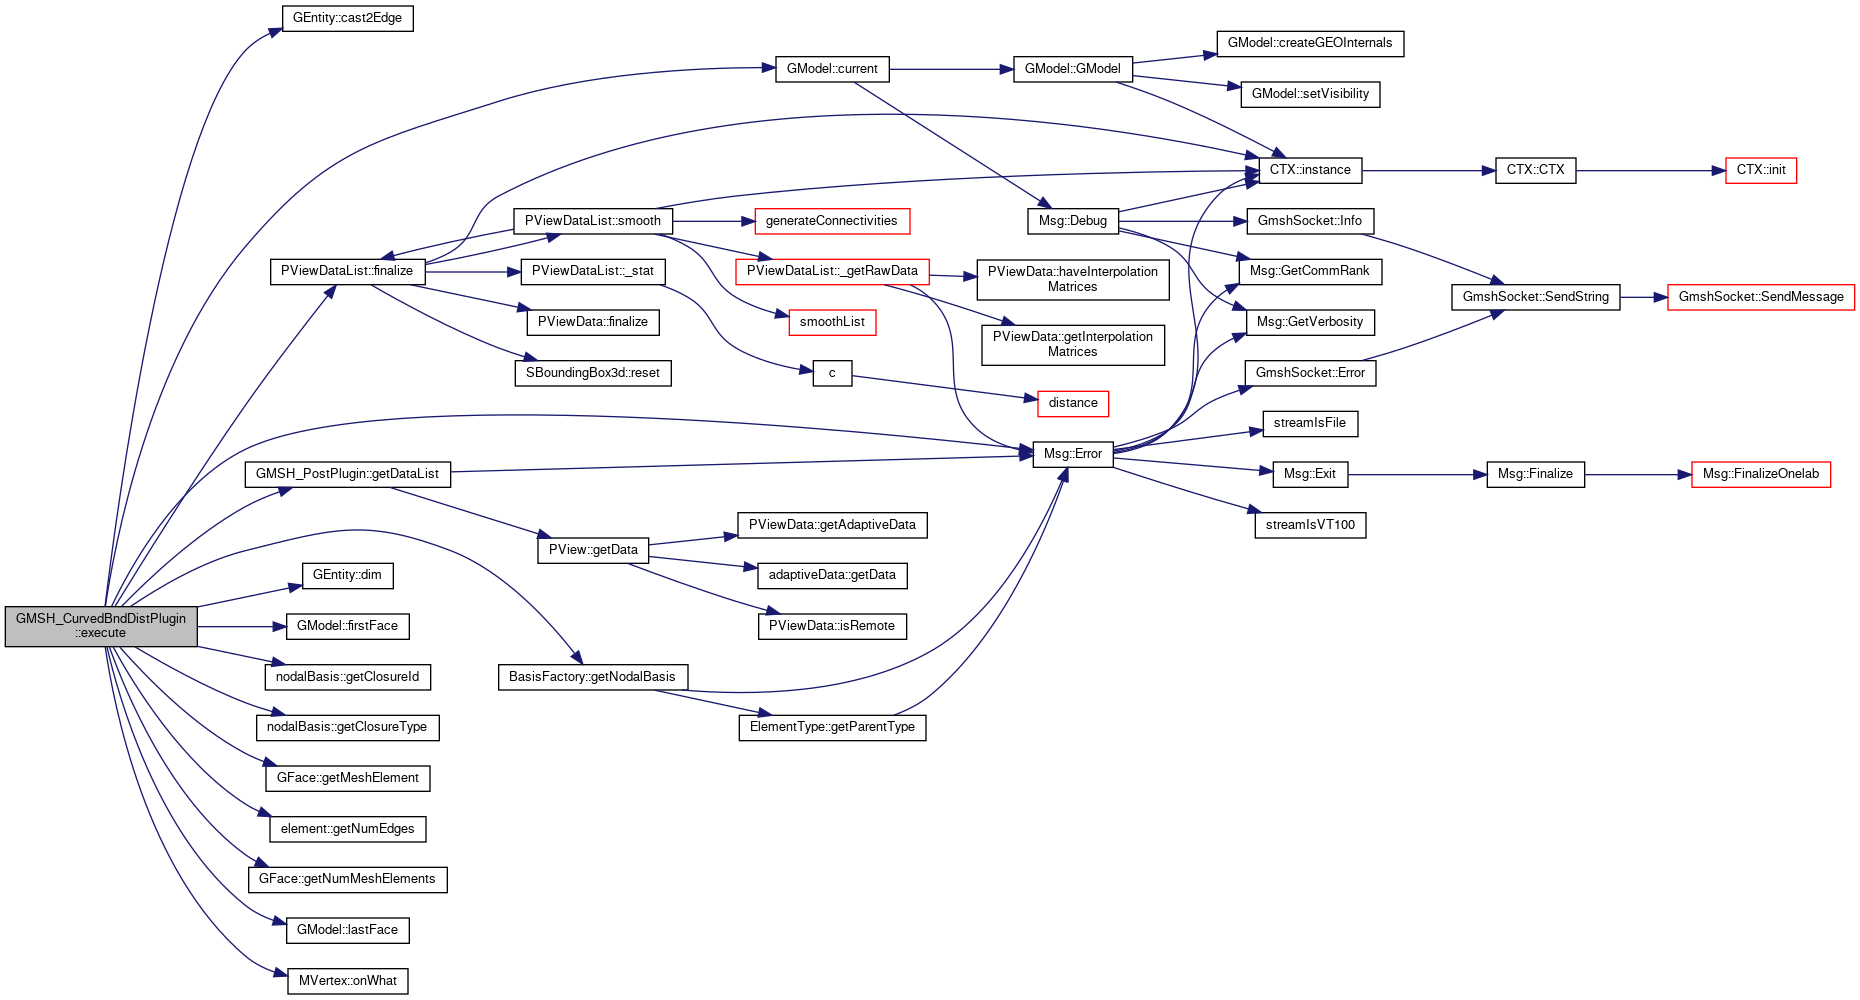 GEntity::cast2Edge
GModel::createGEOInternals
GModel::current
GModel::GModel
GModel::setVisibility
CTX::instance
CTX::CTX
CTX::init
PViewDataList::smooth
generateConnectivities
Msg::Debug
GmshSocket::Info
PViewDataList::finalize
PViewDataList::_stat
PViewDataList::_getRawData
PViewData::haveInterpolation
Matrices
Msg::GetCommRank
GmshSocket::SendString
GmshSocket::SendMessage
PViewData::finalize
smoothList
PViewData::getInterpolation
Matrices
Msg::GetVerbosity
SBoundingBox3d::reset
c
GmshSocket::Error
distance
streamIsFile
Msg::Error
GMSH_PostPlugin::getDataList
Msg::Exit
Msg::Finalize
Msg::FinalizeOnelab
PViewData::getAdaptiveData
streamIsVT100
PView::getData
GEntity::dim
adaptiveData::getData
GMSH_CurvedBndDistPlugin
::execute
GModel::firstFace
PViewData::isRemote
nodalBasis::getClosureId
BasisFactory::getNodalBasis
nodalBasis::getClosureType
ElementType::getParentType
GFace::getMeshElement
element::getNumEdges
GFace::getNumMeshElements
GModel::lastFace
MVertex::onWhat